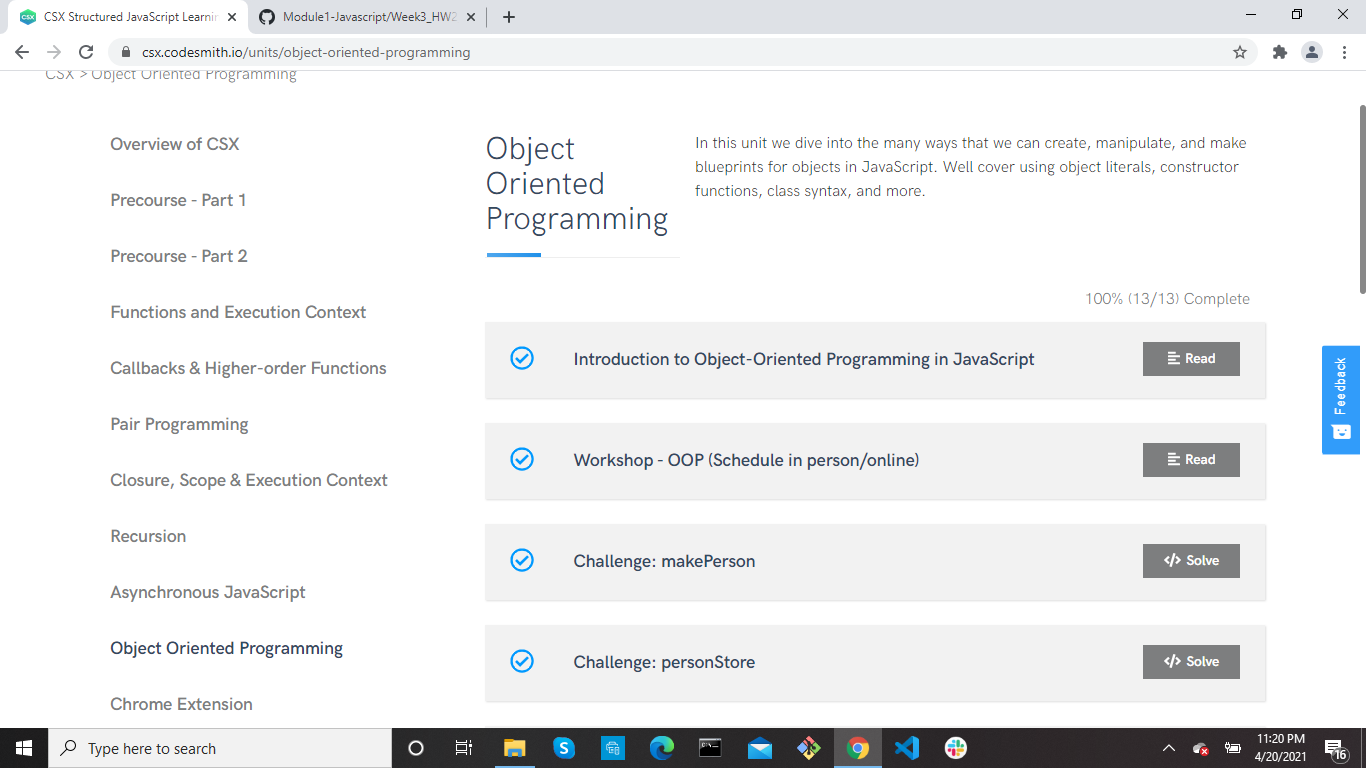 CSX Structured JavaScript Learnin
Module1-Javascript/Week3_HW2
csx.codesmith.io/units/object-oriented-programming
CSX > Object Oriented Programming
Overview of CSX
Precourse - Part 1
Precourse - Part 2
Functions and Execution Context
Callbacks & Higher-order Functions
Pair Programming
Closure, Scope & Execution Context
Recursion
Asynchronous JavaScript
Object Oriented Programming
Chrome Extension
Object
Oriented
Programming
In this unit we dive into the many ways that we can create, manipulate, and make
blueprints for objects in JavaScript. Well cover using object literals, constructor
functions, class syntax, and more.
100% (13/13) Complete
Introduction to Object-Oriented Programming in JavaScript
Read
Workshop - OOP (Schedule in person/online)
Read
Challenge: makePerson
</> Solve
Challenge: personStore
</> Solve
Feedback
Type here to search
11:20 PM
4/20/2021
16